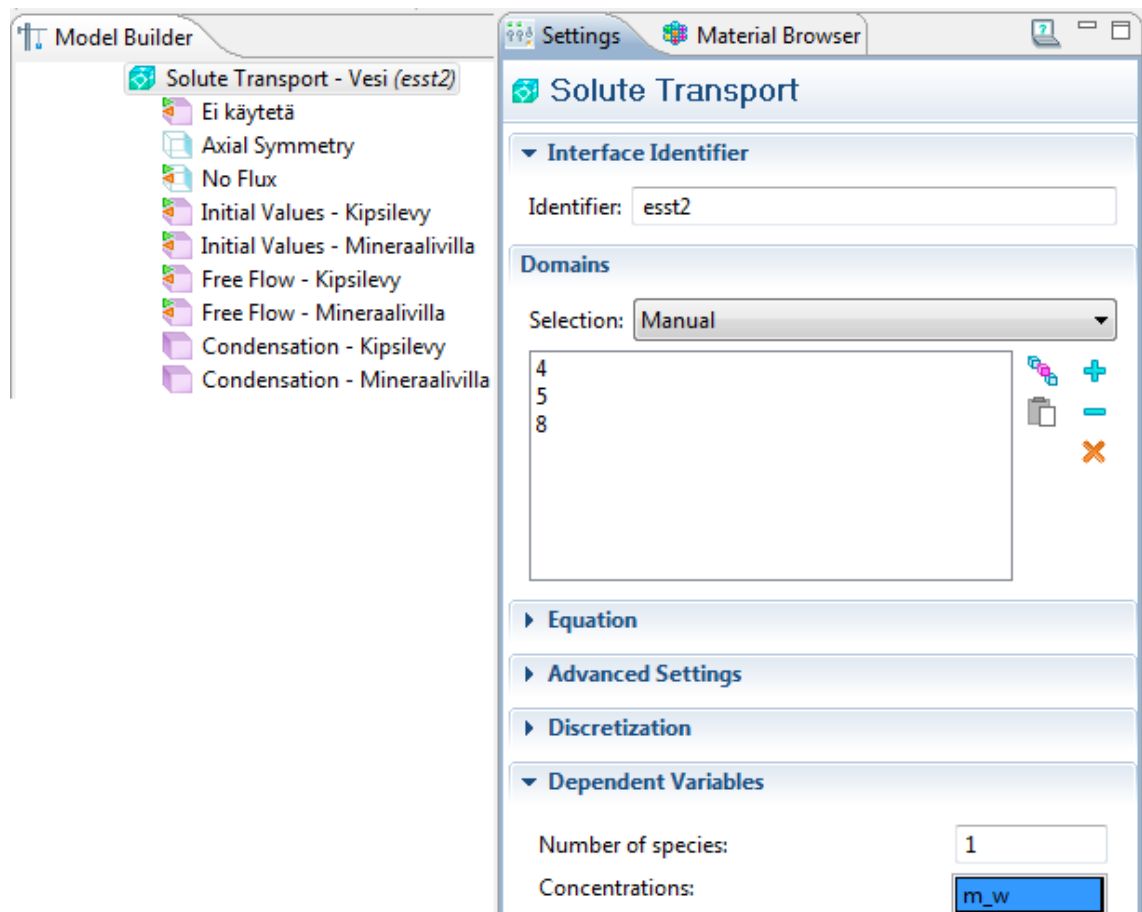 Model Builder
Solute Transport - Vesi (esst2)
Ei käytetä
Axial Symmetry
No Flux
Initial Values - Kipsilevy
Initial Values - Mineraalivilla
Free Flow - Kipsilevy
Free Flow - Mineraalivilla
Condensation - Kipsilevy
Condensation - Mineraalivilla
Settings
Material Browser
Solute Transport
Interface Identifier
Identifier: esst2
Domains
Selection: Manual
4
5
8
Equation
Advanced Settings
Discretization
Dependent Variables
Number of species: 1
Concentrations: m_w